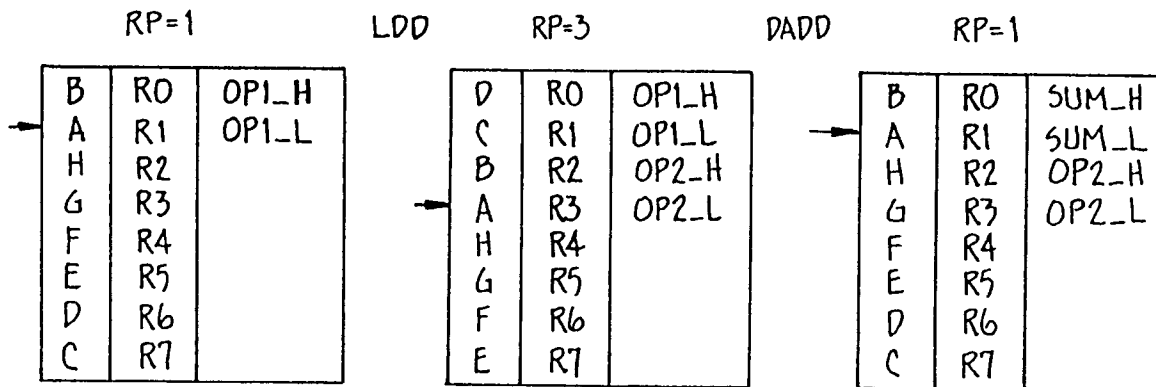 RP=1 LDD RP=3 DADD RP=1
B R0 OP1_H D R0 OP1_H B R0 SUM_H
A R1 OP1_L C R1 OP1_L A R1 SUM_L
H R2 B R2 OP2_H H R2 OP2_H
G R3 A R3 OP2_L G R3 OP2_L
F R4 H R4 F R4
E R5 G R5 E R5
D R6 F R6 D R6
C R7 E R7 C R7